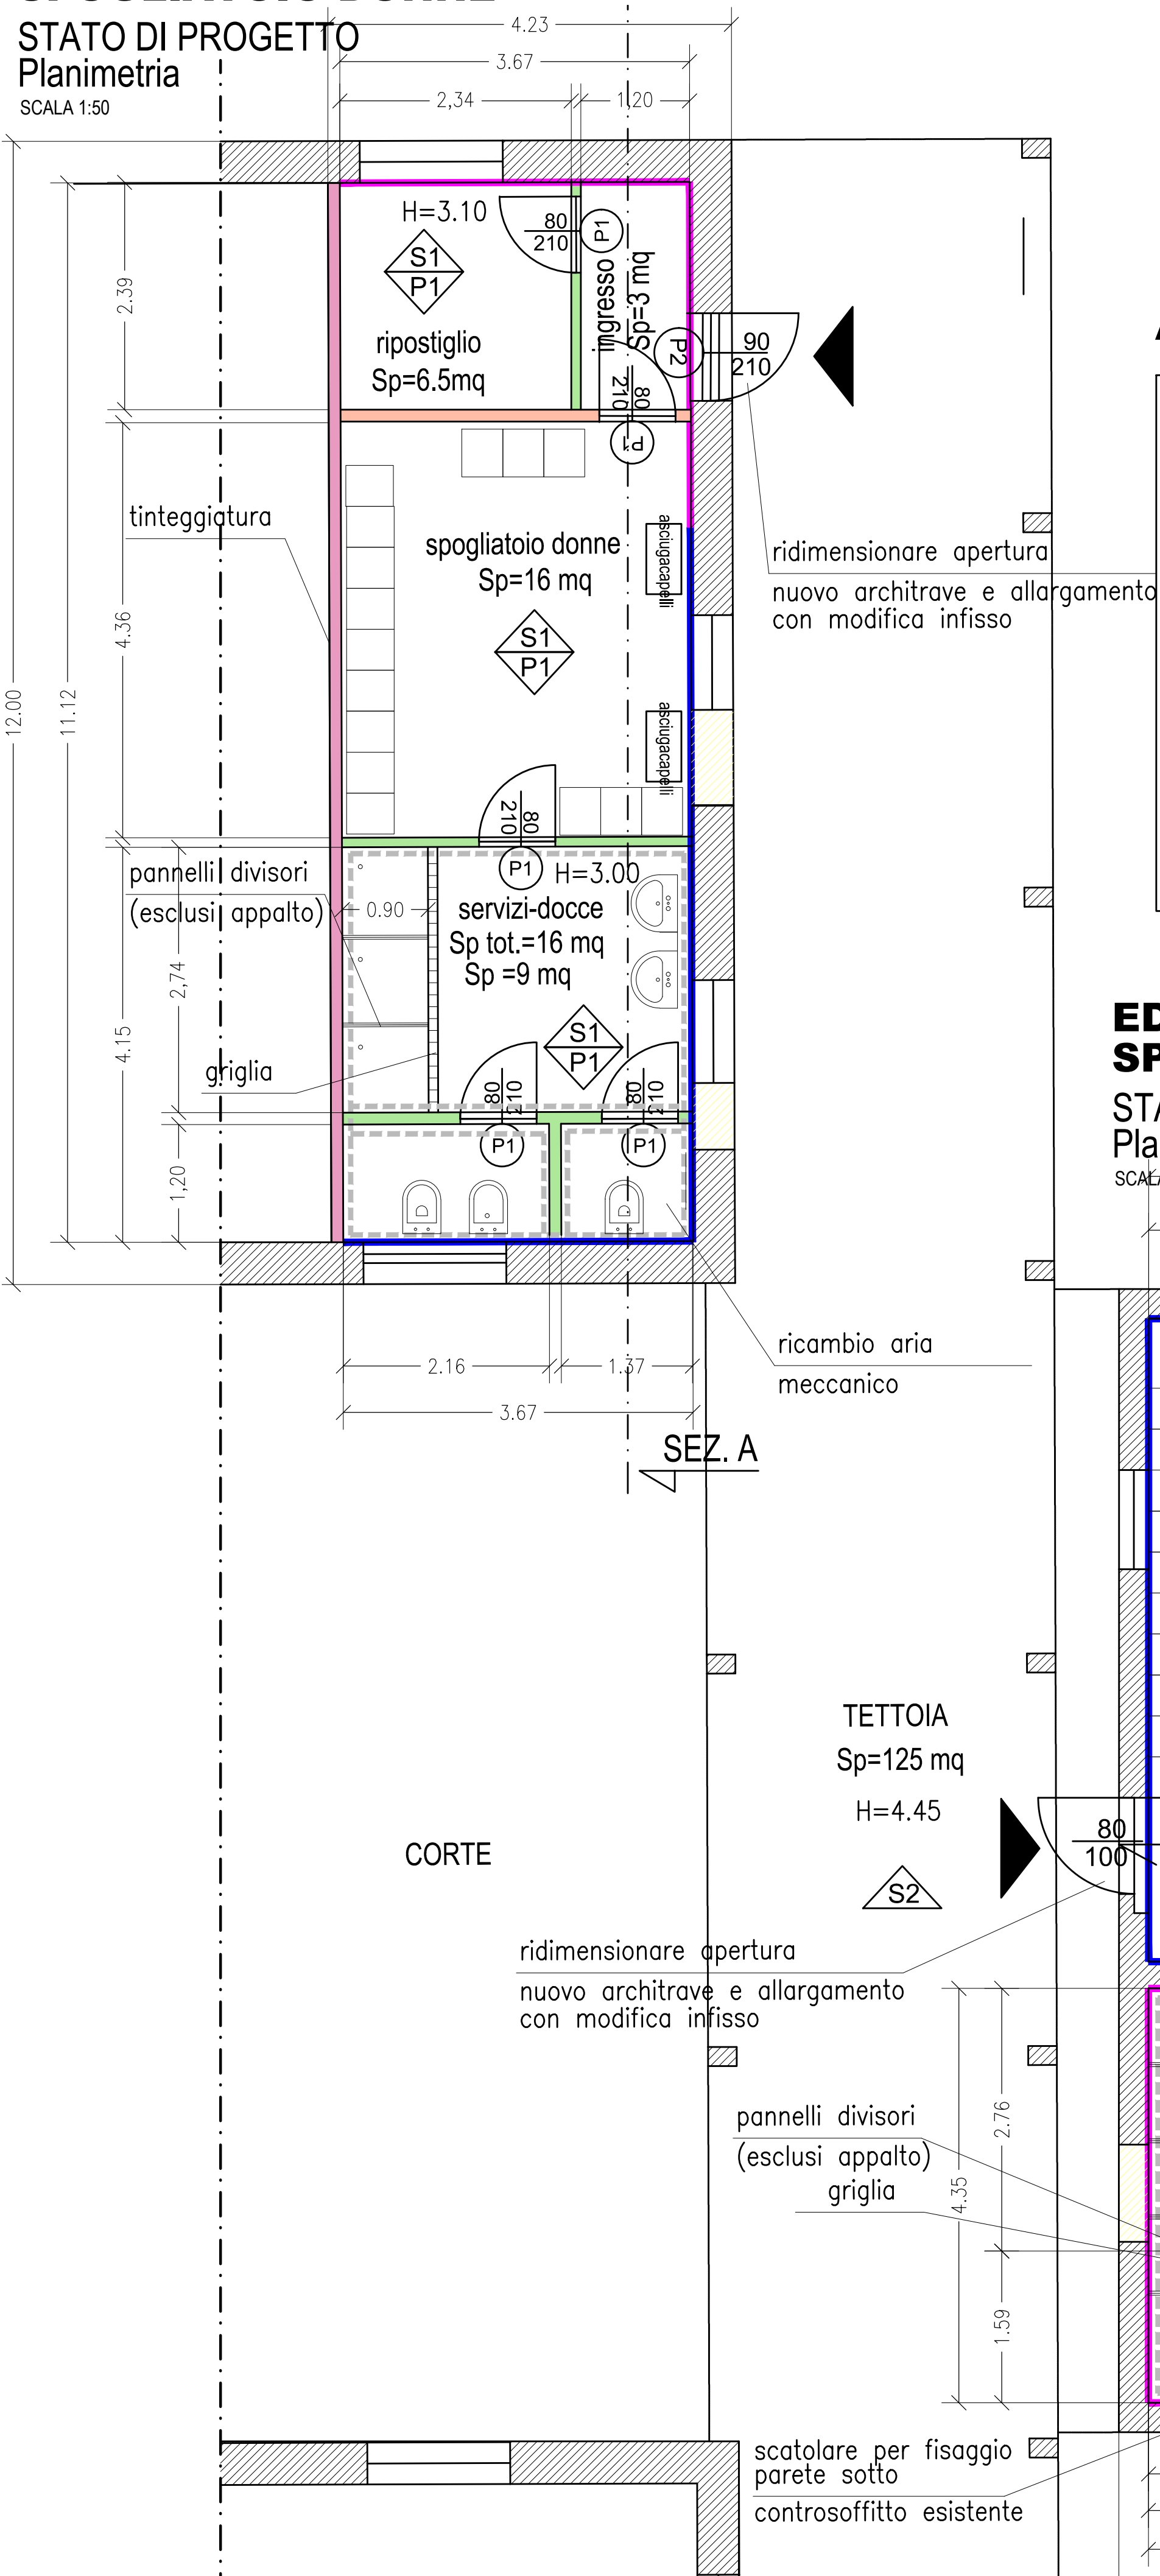 STATO DI PROGETTO
Planimetria
SCALA 1:50
4.23
3.67
2,34
1,20
H=3.10
80
210
P1
S1
P1
ingresso
Sp=3 mq
ripostiglio
Sp=6.5mq
P2
90
210
80
210
P1
2.39
tinteggiatura
spogliatoio donne
Sp=16 mq
asciugacapelli
S1
P1
asciugacapelli
ridimensionare apertura
nuovo architrave e allargamento
con modifica infisso
4.36
12.00
11.12
80
210
P1
H=3.00
pannelli divisori
(esclusi appalto)
0.90
servizi-docce
Sp tot.=16 mq
Sp =9 mq
2,74
4.15
S1
P1
griglia
80
210
80
210
P1
P1
1,20
ED
SP
STA
Pla
SCALA
ricambio aria
meccanico
2.16
1.37
3.67
SEZ. A
TETTOIA
Sp=125 mq
H=4.45
S2
CORTE
80
100
ridimensionare apertura
nuovo architrave e allargamento
con modifica infisso
2.76
4.35
1.59
pannelli divisori
(esclusi appalto)
griglia
scatolare per fisaggio
parete sotto
controsoffitto esistente